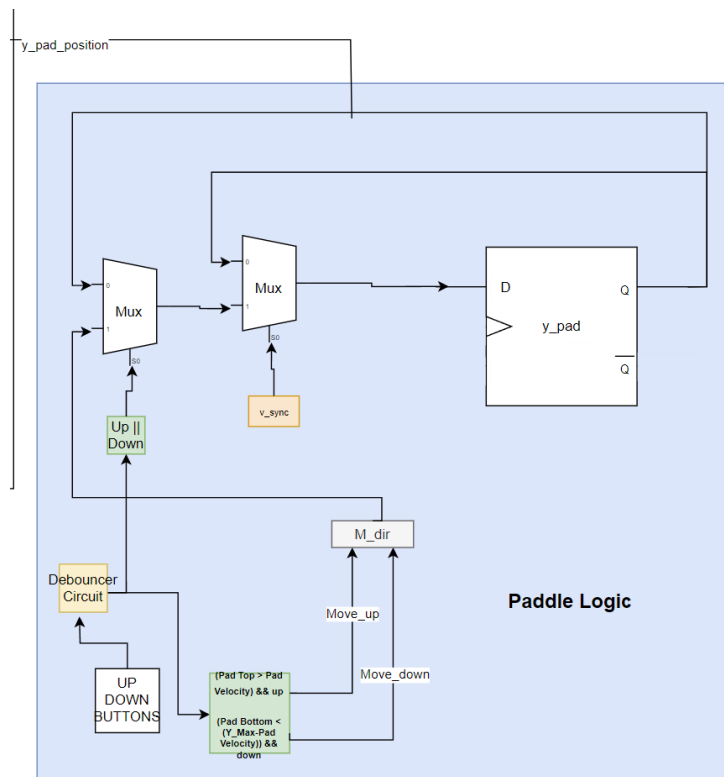 y_pad_position
0
Mux
1
S0
0
Mux
1
S0
D
Q
y_pad
Q
v_sync
Up ||
Down
M_dir
Debouncer
Circuit
Paddle Logic
Move_up
UP
DOWN
BUTTONS
(Pad Top > Pad
Velocity) && up
Move_down
(Pad Bottom <
(Y_Max-Pad
Velocity)) &&
down